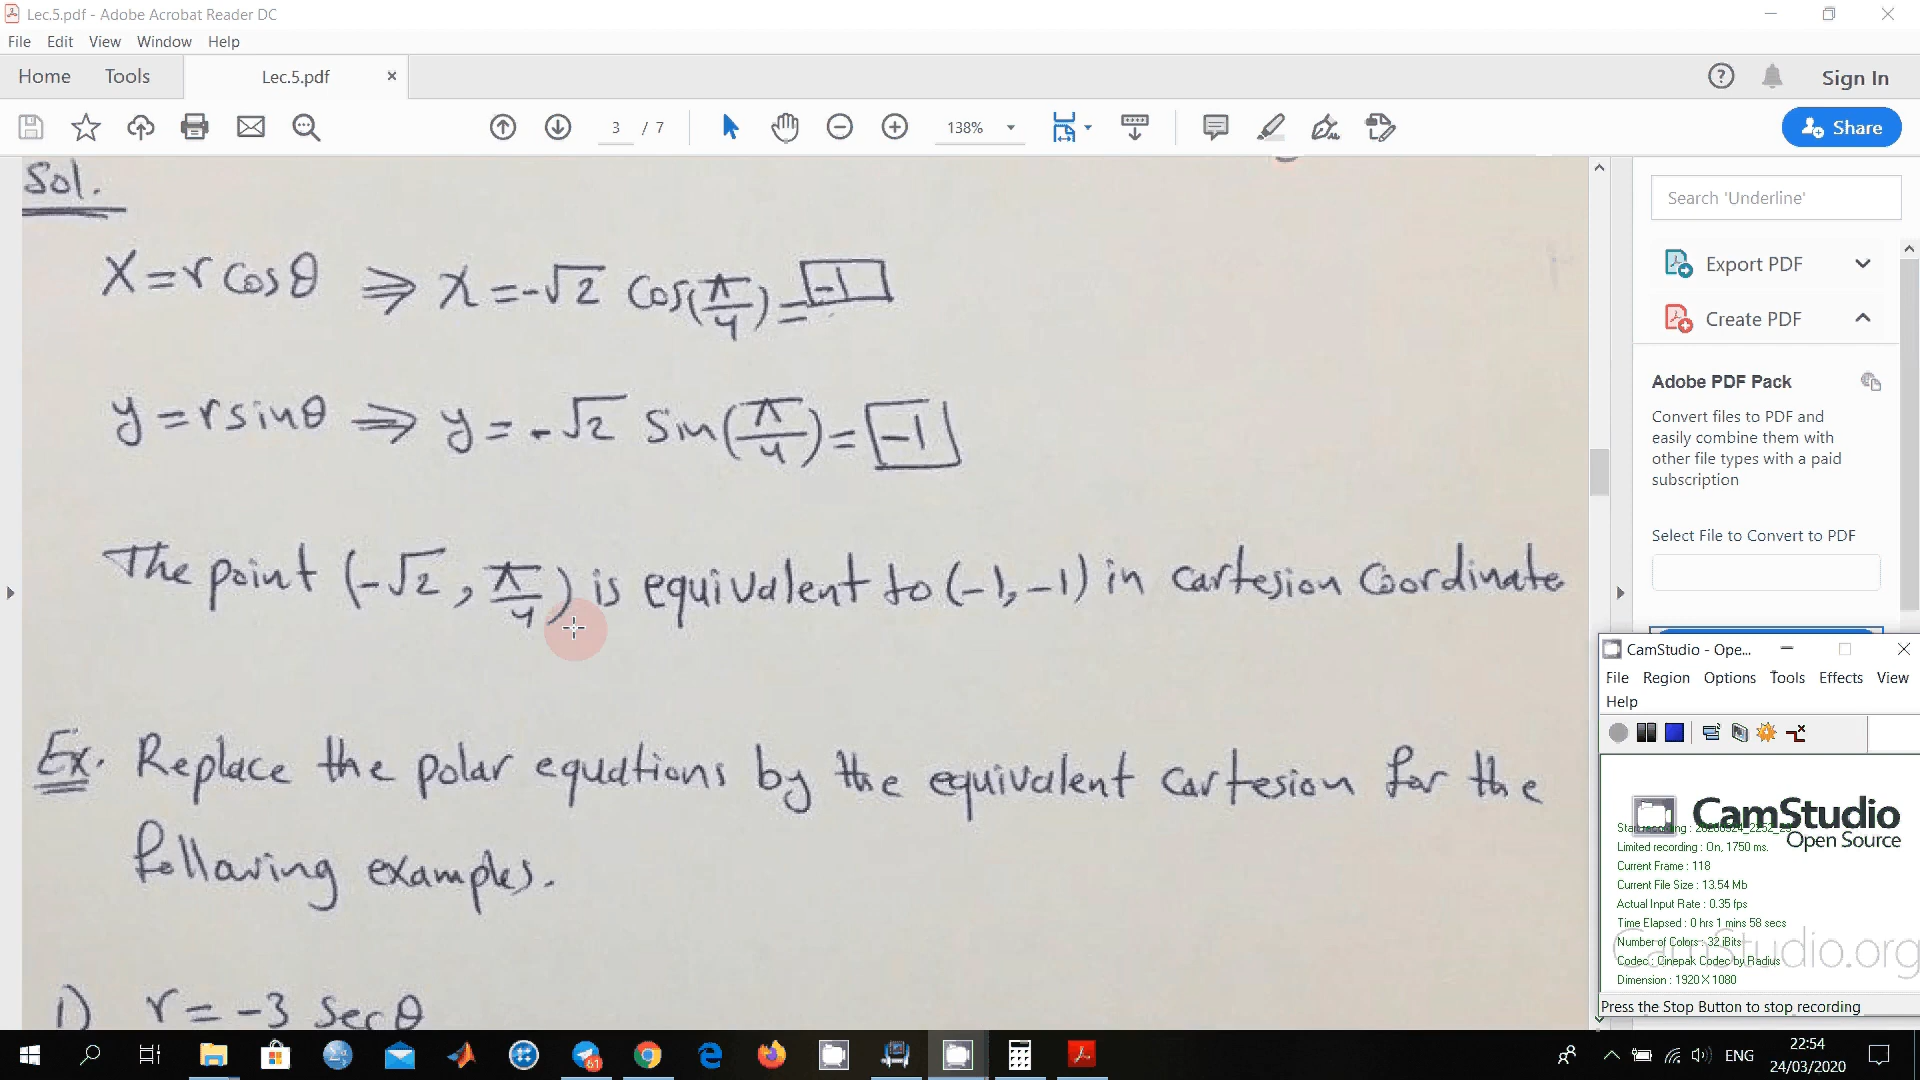 Lec.5.pdf - Adobe Acrobat Reader DC
File Edit View Window Help
Home Tools Lec.5.pdf × Sign In
3 / 7 138% Share
Sol.
x = r Cosθ ⇒ x = -√2 Cos(π/4) = -1
y = r sinθ ⇒ y = -√2 Sin(π/4) = -1
The point (-√2, π/4) is equivalent to (-1, -1) in cartesion Coordinate
Ex. Replace the polar equations by the equivalent cartesion for the
following examples.
1) r = -3 Secθ
Search 'Underline'
Export PDF
Create PDF
Adobe PDF Pack
Convert files to PDF and
easily combine them with
other file types with a paid
subscription
Select File to Convert to PDF
CamStudio - Ope...
File Region Options Tools Effects View
Help
CamStudio
Open Source
Limited recording : On, 1750 ms.
Current Frame : 118
Current File Size : 13.54 Mb
Actual Input Rate : 0.35 fps
Time Elapsed : 0 hrs 1 mins 58 secs
Number of Colors : 32 Bits
CamStudio.org
Codec : Cinepak Codec by Radius
Dimension : 1920 X 1080
Press the Stop Button to stop recording
61
ENG
22:54
24/03/2020